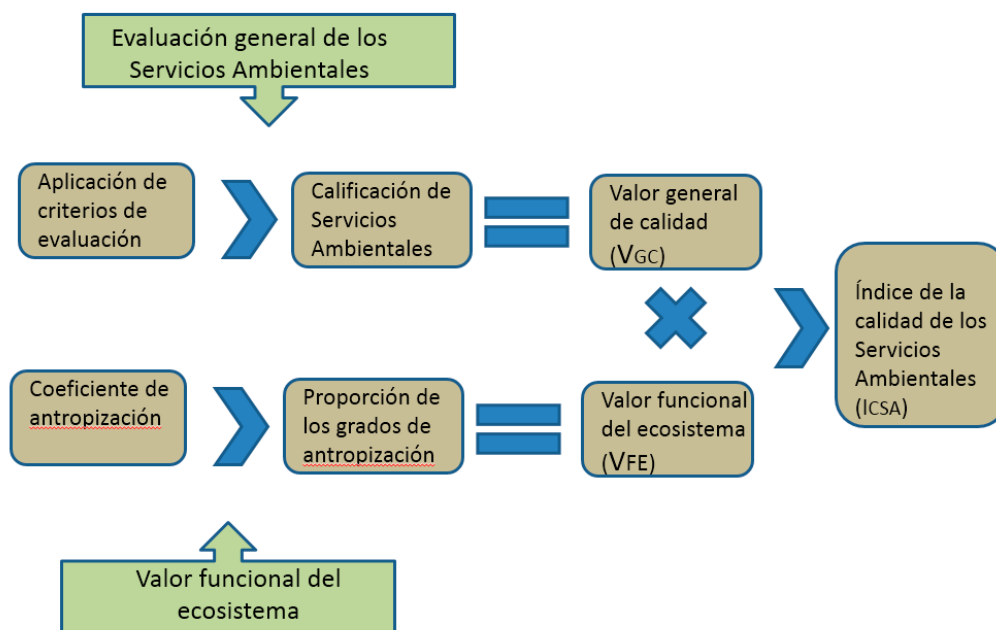 Evaluación general de los
Servicios Ambientales
Aplicación de
criterios de
evaluación
Calificación de
Servicios
Ambientales
Valor general
de calidad
(VGC)
Índice de la
calidad de los
Servicios
Ambientales
(ICSA)
Coeficiente de
antropización
Proporción de
los grados de
antropización
Valor funcional
del ecosistema
(VFE)
Valor funcional del
ecosistema